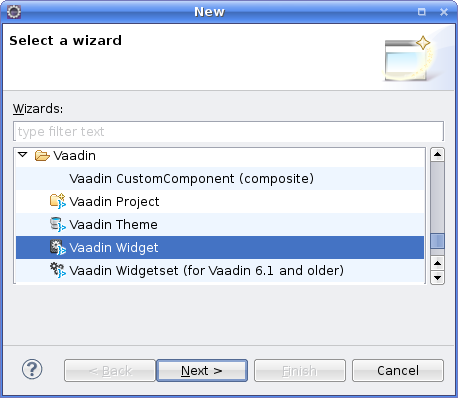 New
Select a wizard
Wizards:
type filter text
Vaadin
Vaadin CustomComponent (composite)
Vaadin Project
Vaadin Theme
Vaadin Widget
Vaadin Widgetset (for Vaadin 6.1 and older)
? < Back Next > Finish Cancel